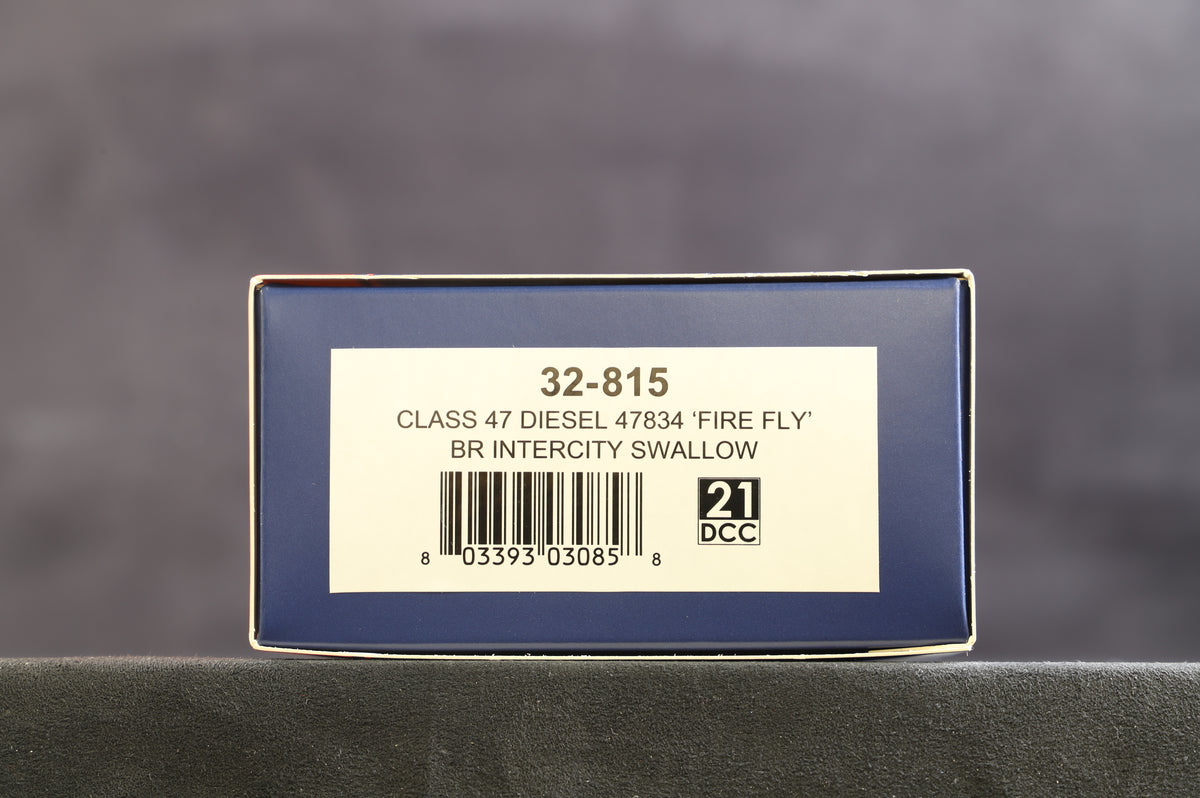 32-815
CLASS 47 DIESEL 47834 ‘FIRE FLY’
BR INTERCITY SWALLOW
21
DCC
8 03393 03085 8